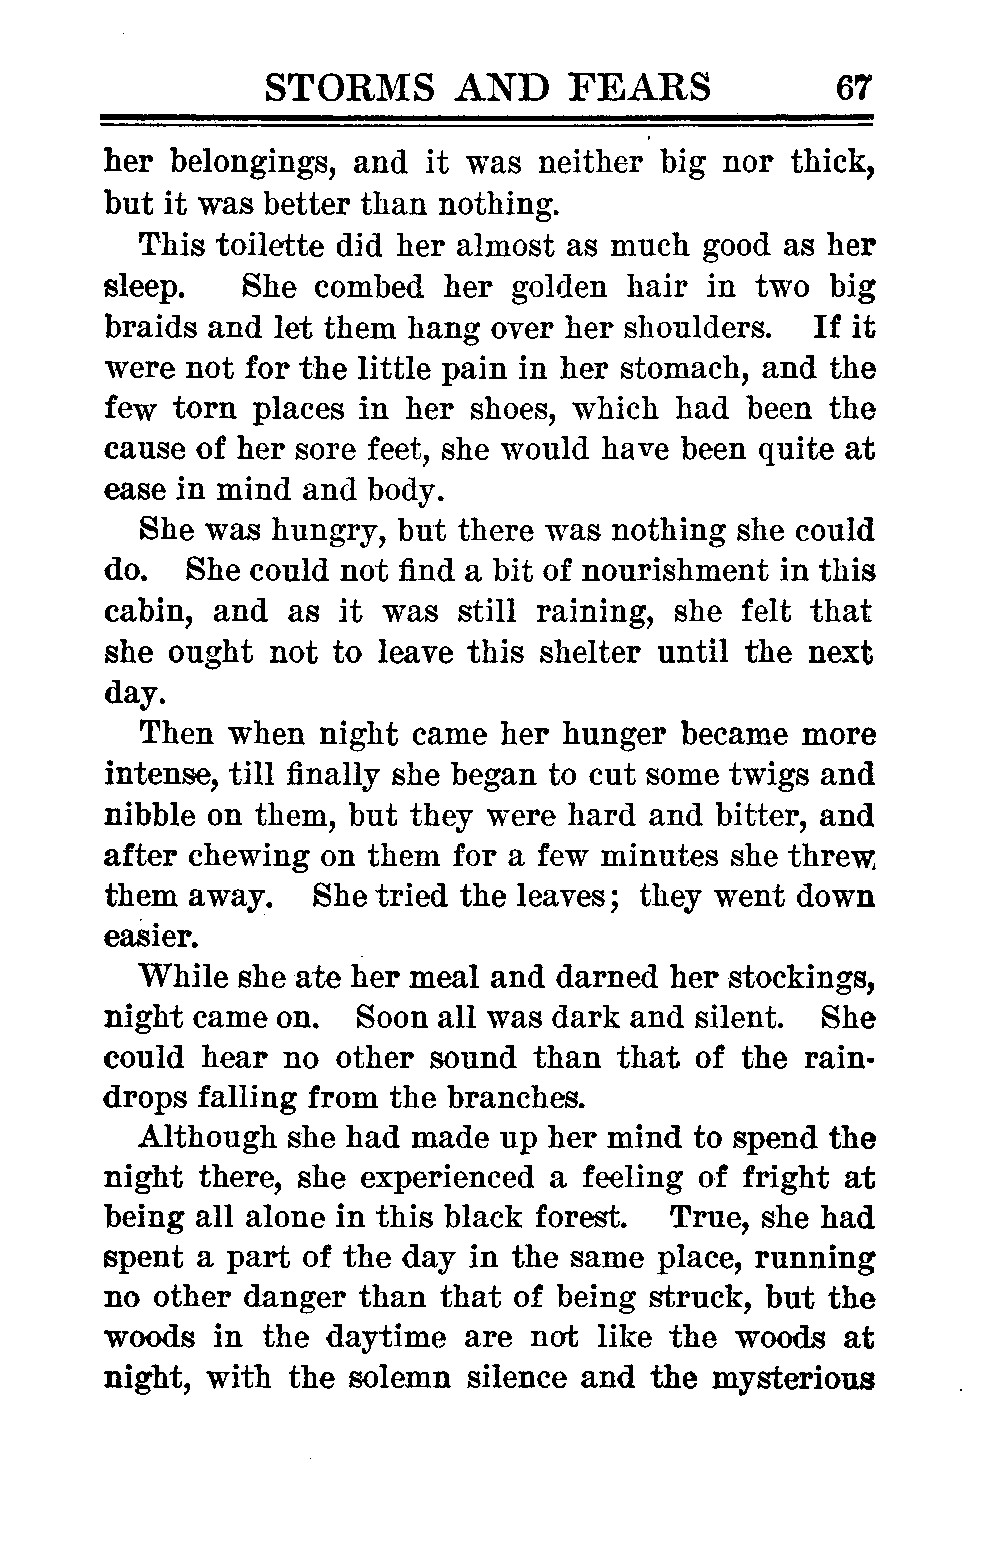 STORMS AND FEARS 67
her belongings, and it was neither big nor thick,
but it was better than nothing.
This toilette did her almost as much good as her
sleep. She combed her golden hair in two big
braids and let them hang over her shoulders. If it
were not for the little pain in her stomach, and the
few torn places in her shoes, which had been the
cause of her sore feet, she would have been quite at
ease in mind and body.
She was hungry, but there was nothing she could
do. She could not find a bit of nourishment in this
cabin, and as it was still raining, she felt that
she ought not to leave this shelter until the next
day.
Then when night came her hunger became more
intense, till finally she began to cut some twigs and
nibble on them, but they were hard and bitter, and
after chewing on them for a few minutes she threw
them away. She tried the leaves; they went down
easier.
While she ate her meal and darned her stockings,
night came on. Soon all was dark and silent. She
could hear no other sound than that of the rain-
drops falling from the branches.
Although she had made up her mind to spend the
night there, she experienced a feeling of fright at
being all alone in this black forest. True, she had
spent a part of the day in the same place, running
no other danger than that of being struck, but the
woods in the daytime are not like the woods at
night, with the solemn silence and the mysterious